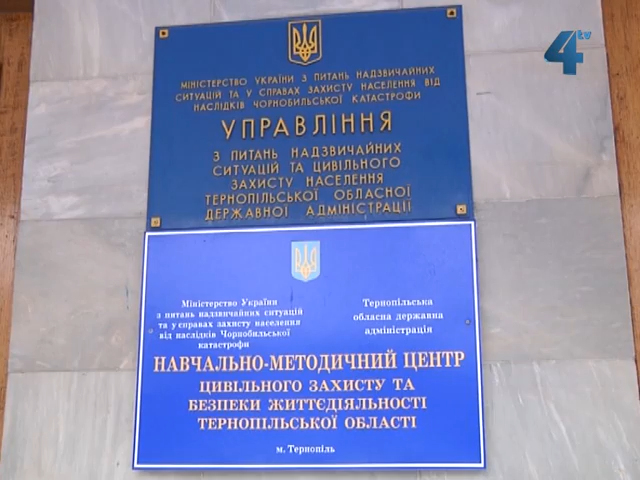 4tv
МІНІСТЕРСТВО УКРАЇНИ З ПИТАНЬ НАДЗВИЧАЙНИХ
СИТУАЦІЙ ТА У СПРАВАХ ЗАХИСТУ НАСЕЛЕННЯ ВІД
НАСЛІДКІВ ЧОРНОБИЛЬСЬКОЇ КАТАСТРОФИ
УПРАВЛІННЯ
З ПИТАНЬ НАДЗВИЧАЙНИХ
СИТУАЦІЙ ТА ЦИВІЛЬНОГО
ЗАХИСТУ НАСЕЛЕННЯ
ТЕРНОПІЛЬСЬКОЇ ОБЛАСНОЇ
ДЕРЖАВНОЇ АДМІНІСТРАЦІЇ
Міністерство України
з питань надзвичайних ситуацій
та у справах захисту населення
від наслідків Чорнобильської
катастрофи
Тернопільська
обласна державна
адміністрація
НАВЧАЛЬНО-МЕТОДИЧНИЙ ЦЕНТР
ЦИВІЛЬНОГО ЗАХИСТУ ТА
БЕЗПЕКИ ЖИТТЄДІЯЛЬНОСТІ
ТЕРНОПІЛЬСЬКОЇ ОБЛАСТІ
м. Тернопіль